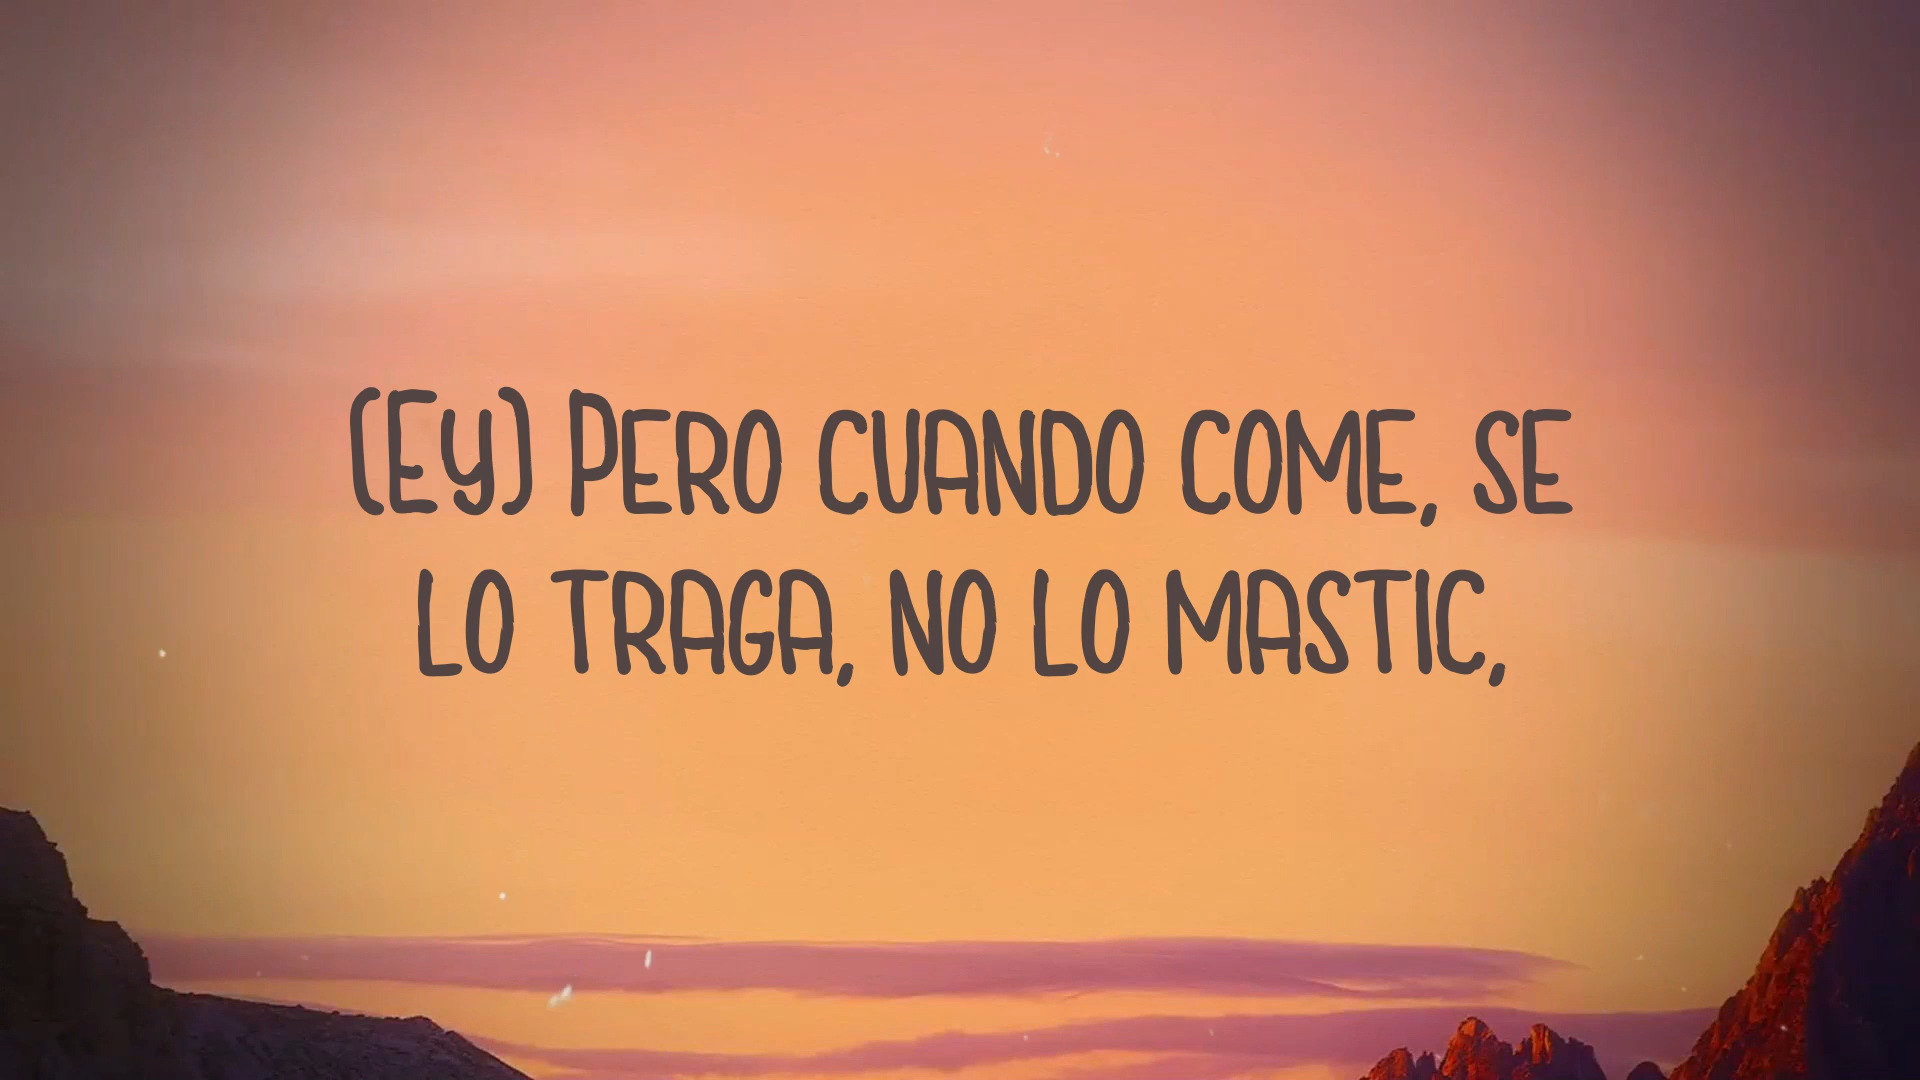 (Ey) Pero cuando come, se
lo traga, no lo mastic,